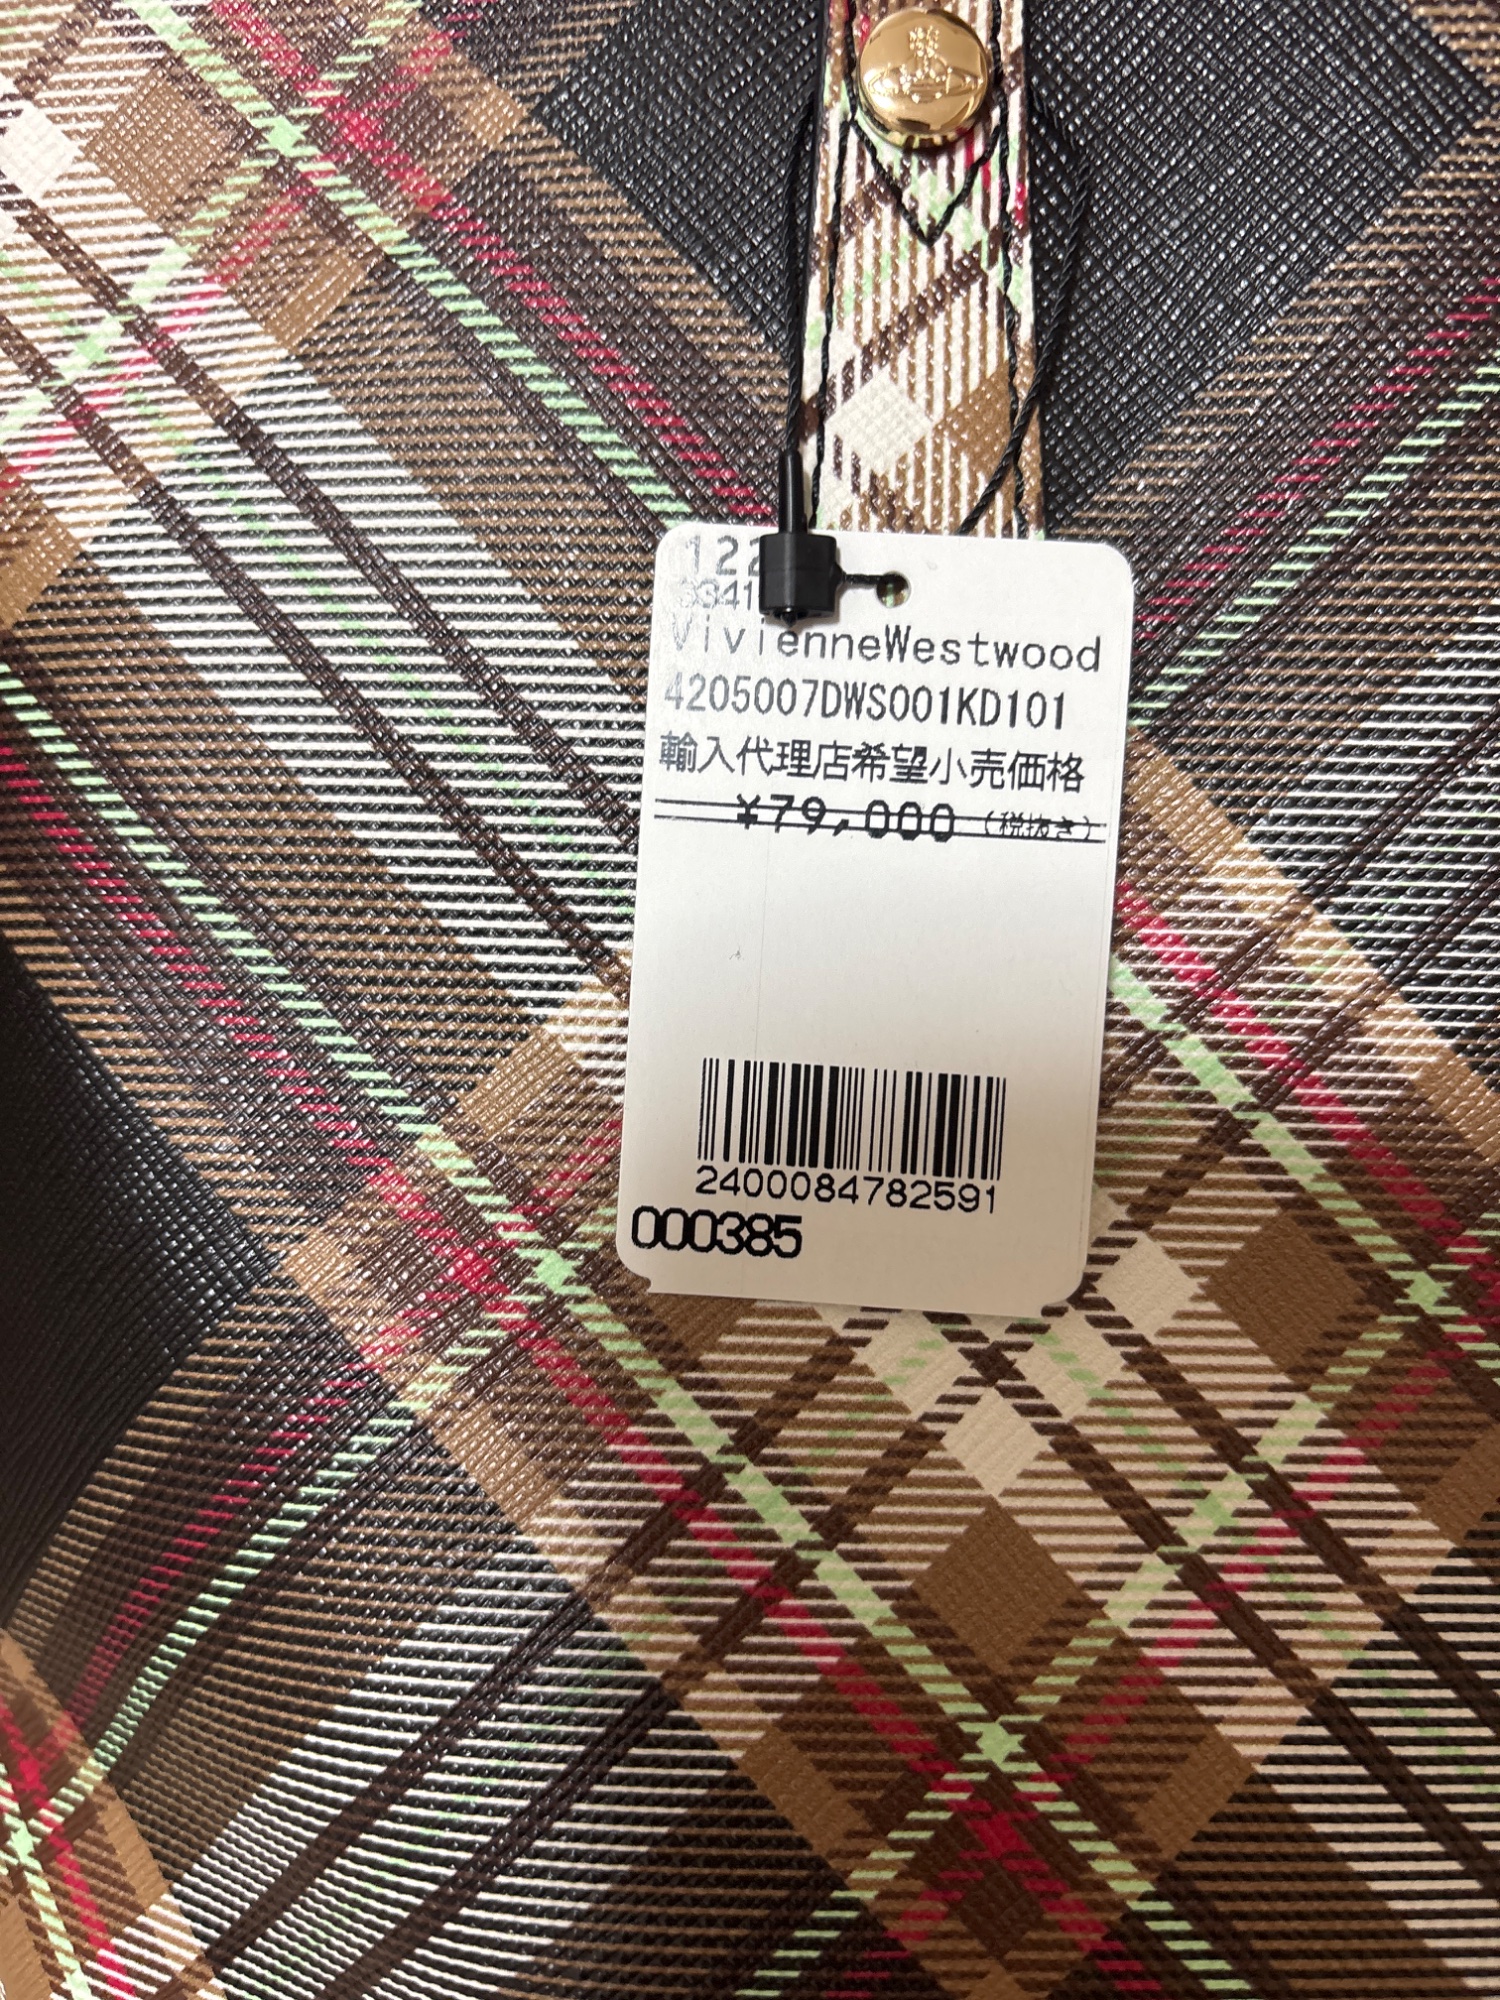 122
VivienneWestwood
4205007DWS001KD101
輸入代理店希望小売価格
¥79,000 (税抜き)
2400084782591
000385